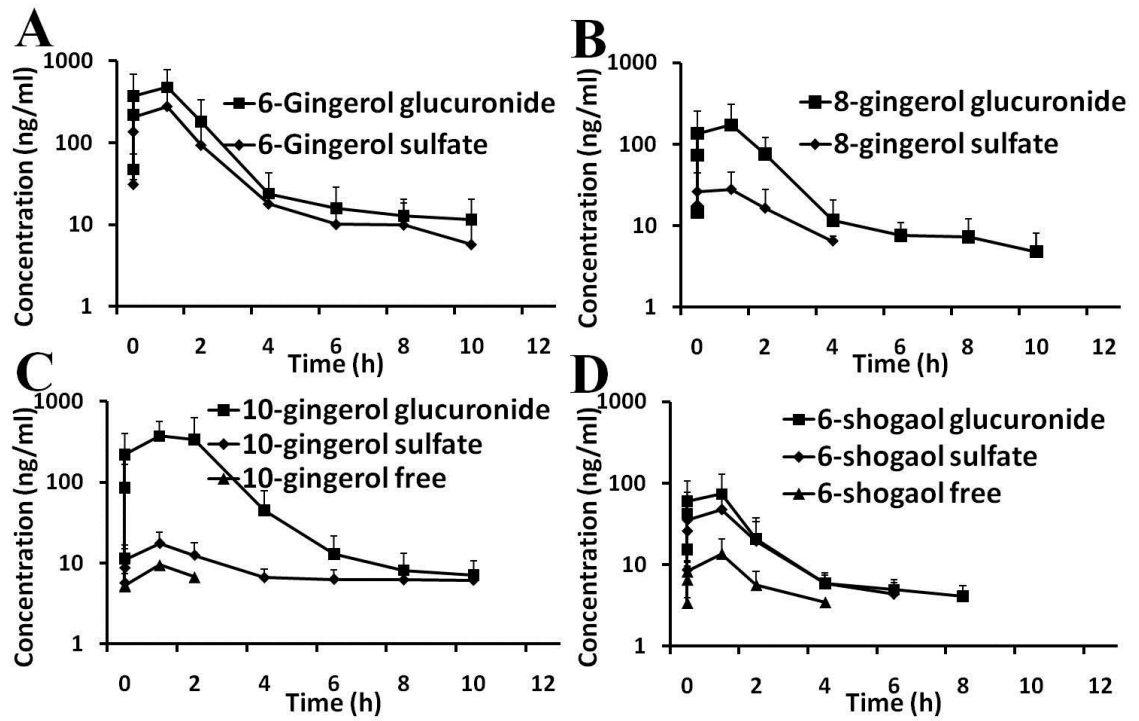 A
Concentration (ng/ml)
1000
100
10
1
6-Gingerol glucuronide
6-Gingerol sulfate
0 2 4 6 8 10 12
Time (h)
B
Concentration (ng/ml)
1000
100
10
1
8-gingerol glucuronide
8-gingerol sulfate
0 2 4 6 8 10 12
Time (h)
C
Concentration (ng/ml)
1000
100
10
1
10-gingerol glucuronide
10-gingerol sulfate
10-gingerol free
0 2 4 6 8 10 12
Time (h)
D
Concentration (ng/ml)
1000
100
10
1
6-shogaol glucuronide
6-shogaol sulfate
6-shogaol free
0 2 4 6 8 10 12
Time (h)